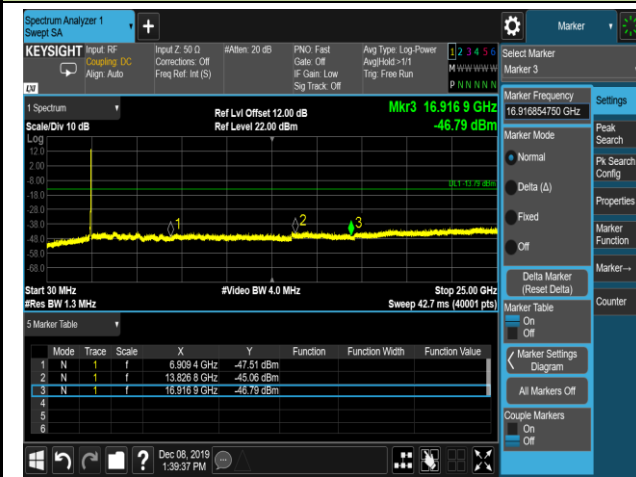 Spectrum Analyzer 1
Swept SA
Marker
KEYSIGHT
Input: RF
Coupling: DC
Align: Auto
Input Z: 50 Ω
Corrections: Off
Freq Ref: Int (S)
#Atten: 20 dB
PNO: Fast
Gate: Off
IF Gain: Low
Sig Track: Off
Avg Type: Log-Power
Avg|Hold:>1/1
Trig: Free Run
1 2 3 4 5 6
M W W W W W
P N N N N N
LXI
Select Marker
Marker 3
1 Spectrum
Scale/Div 10 dB
Ref Lvl Offset 12.00 dB
Ref Level 22.00 dBm
Mkr3 16.916 9 GHz
-46.79 dBm
Log
12.0
2.00
-8.00
-18.0
-28.0
-38.0
-48.0
-58.0
-68.0
DL1 -13.79 dBm
1
2
3
Start 30 MHz
#Res BW 1.3 MHz
#Video BW 4.0 MHz
Stop 25.00 GHz
Sweep 42.7 ms (40001 pts)
5 Marker Table
Mode Trace Scale X Y Function Function Width Function Value
1 N 1 f 6.909 4 GHz -47.51 dBm
2 N 1 f 13.826 8 GHz -45.06 dBm
3 N 1 f 16.916 9 GHz -46.79 dBm
4
5
6
Marker Frequency
16.916854750 GHz
Marker Mode
Normal
Delta (Δ)
Fixed
Off
Delta Marker
(Reset Delta)
Marker Table
On
Off
Marker Settings
Diagram
All Markers Off
Couple Markers
On
Off
Settings
Peak
Search
Pk Search
Config
Properties
Marker
Function
Marker→
Counter
?
Dec 08, 2019
1:39:37 PM